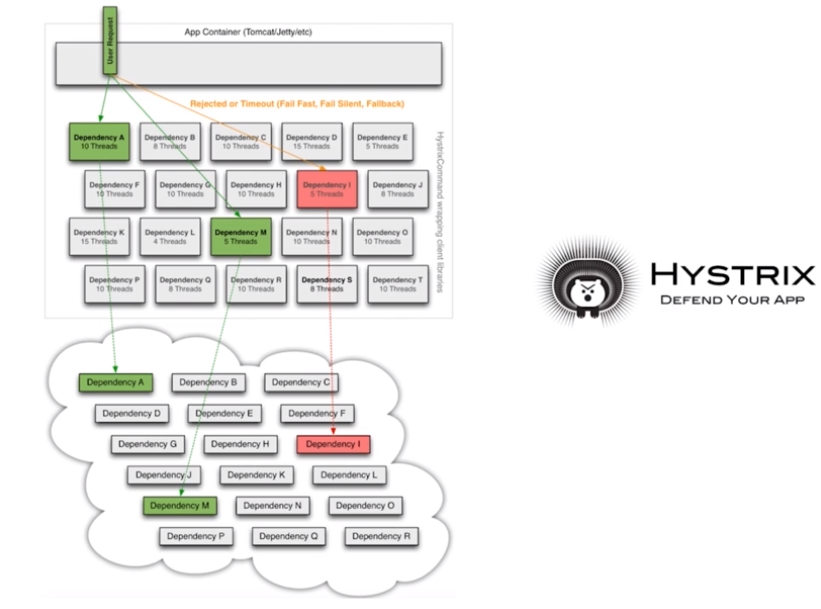 User Request
App Container (Tomcat/Jetty/etc)
Rejected or Timeout (Fail Fast, Fail Silent, Fallback)
Dependency A
10 Threads
Dependency B
8 Threads
Dependency C
10 Threads
Dependency D
15 Threads
Dependency E
5 Threads
Dependency F
10 Threads
Dependency G
10 Threads
Dependency H
10 Threads
Dependency I
5 Threads
Dependency J
8 Threads
Dependency K
15 Threads
Dependency L
4 Threads
Dependency M
5 Threads
Dependency N
10 Threads
Dependency O
10 Threads
Dependency P
10 Threads
Dependency Q
8 Threads
Dependency R
10 Threads
Dependency S
8 Threads
Dependency T
10 Threads
HystrixCommand wrapping client libraries
Dependency A
Dependency B
Dependency C
Dependency D
Dependency E
Dependency F
Dependency G
Dependency H
Dependency I
Dependency J
Dependency K
Dependency L
Dependency M
Dependency N
Dependency O
Dependency P
Dependency Q
Dependency R
HYSTRIX
DEFEND YOUR APP